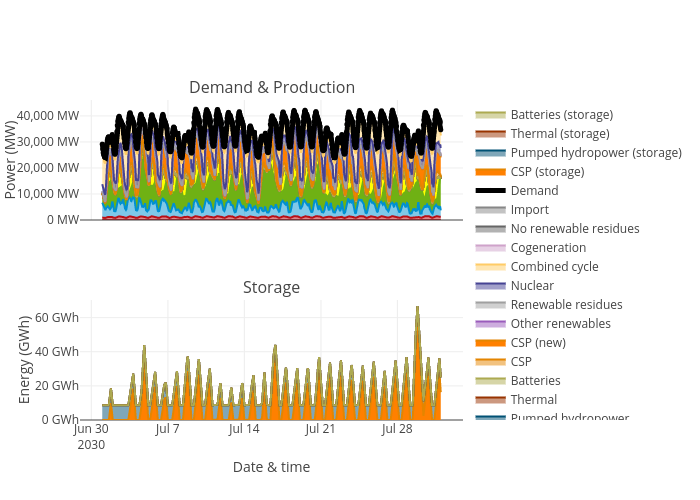 Demand & Production
Power (MW)
40,000 MW
30,000 MW
20,000 MW
10,000 MW
0 MW
Storage
Energy (GWh)
60 GWh
40 GWh
20 GWh
0 GWh
Jun 30
2030
Jul 7
Jul 14
Jul 21
Jul 28
Date & time
Batteries (storage)
Thermal (storage)
Pumped hydropower (storage)
CSP (storage)
Demand
Import
No renewable residues
Cogeneration
Combined cycle
Nuclear
Renewable residues
Other renewables
CSP (new)
CSP
Batteries
Thermal
Pumped hydropower